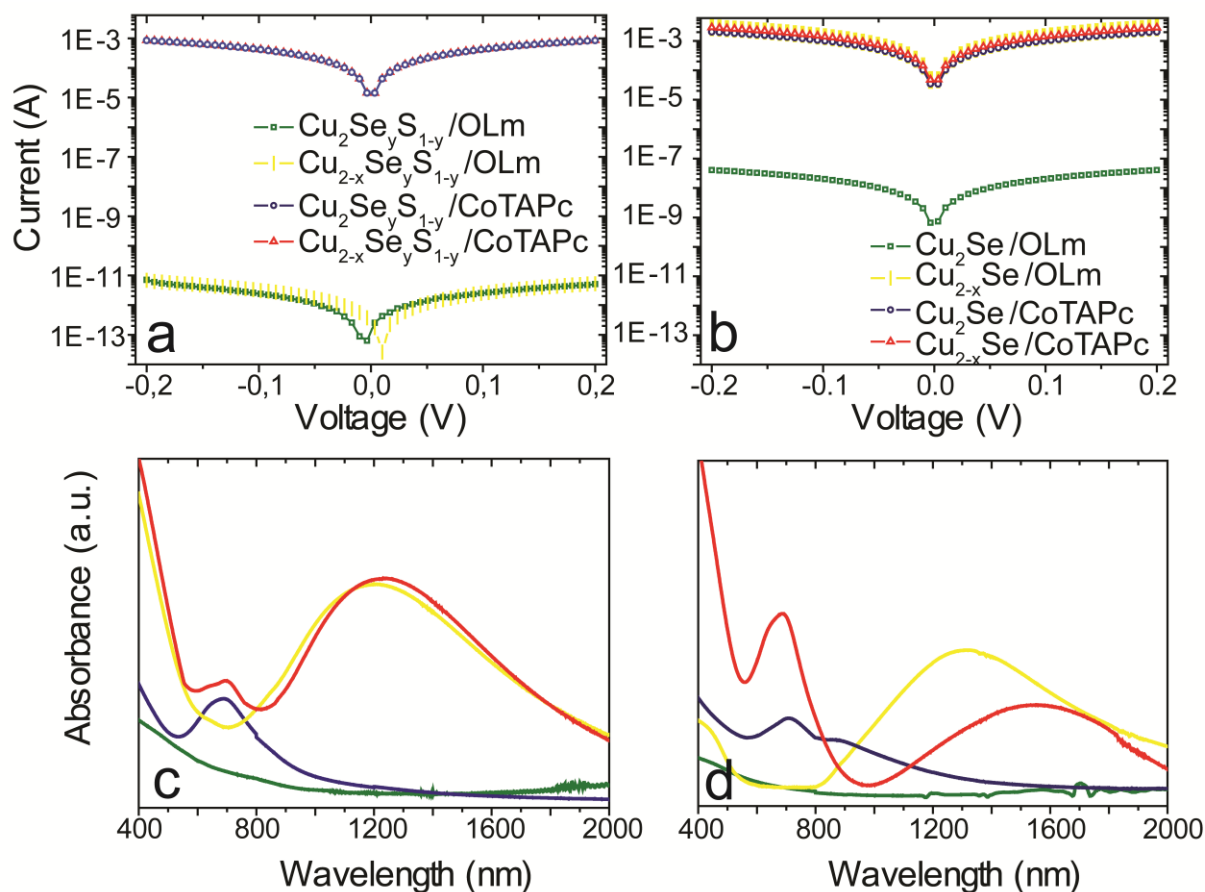 1E-3
1E-5
1E-7
1E-9
1E-11
1E-13
Current (A)
Cu2SeyS1-y/OLm
Cu2-xSeyS1-y/OLm
Cu2SeyS1-y/CoTAPc
Cu2-xSeyS1-y/CoTAPc
a
-0,2 -0,1 0,0 0,1 0,2
Voltage (V)
1E-3
1E-5
1E-7
1E-9
1E-11
1E-13
Cu2Se/OLm
Cu2-xSe/OLm
Cu2Se/CoTAPc
Cu2-xSe/CoTAPc
b
-0.2 -0.1 0.0 0.1 0.2
Voltage (V)
Absorbance (a.u.)
c
400 800 1200 1600 2000
Wavelength (nm)
d
400 800 1200 1600 2000
Wavelength (nm)